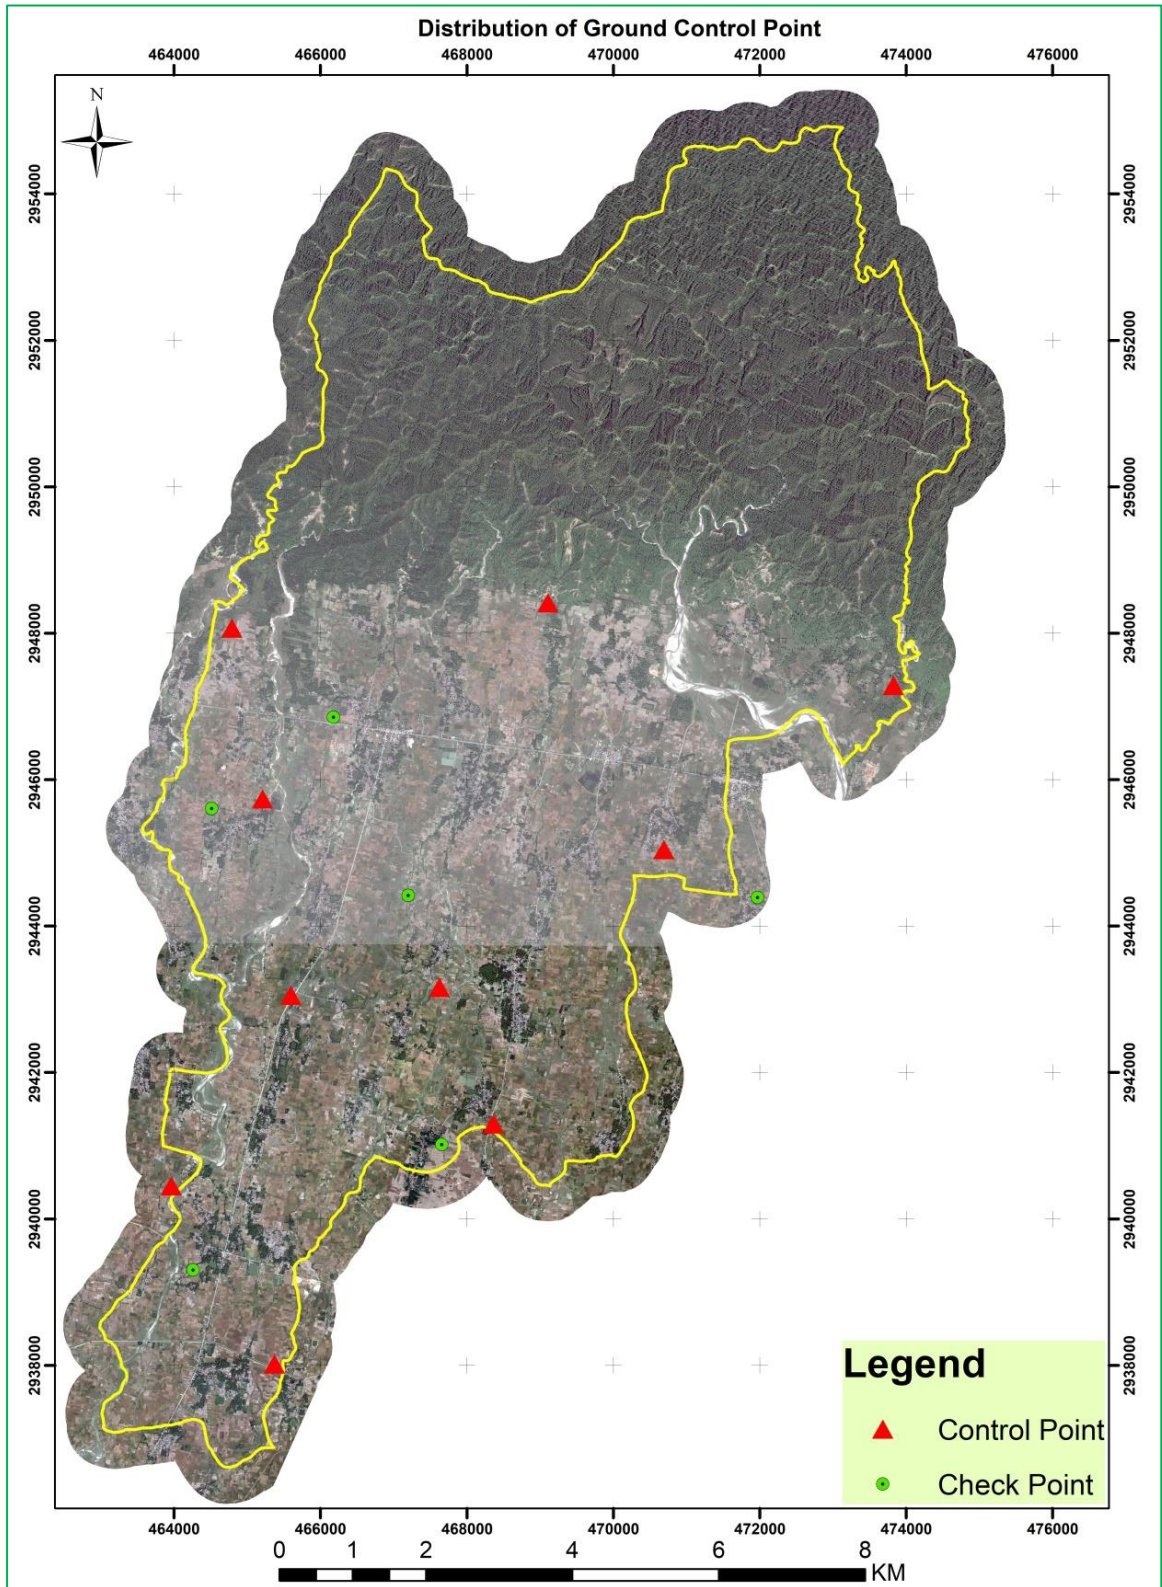 Distribution of Ground Control Point
464000 466000 468000 470000 472000 474000 476000
N
2954000 2954000
2952000 2952000
2950000 2950000
2948000 2948000
2946000 2946000
2944000 2944000
2942000 2942000
2940000 2940000
2938000 2938000
Legend
Control Point
Check Point
464000 466000 468000 470000 472000 474000 476000
0 1 2 4 6 8
KM